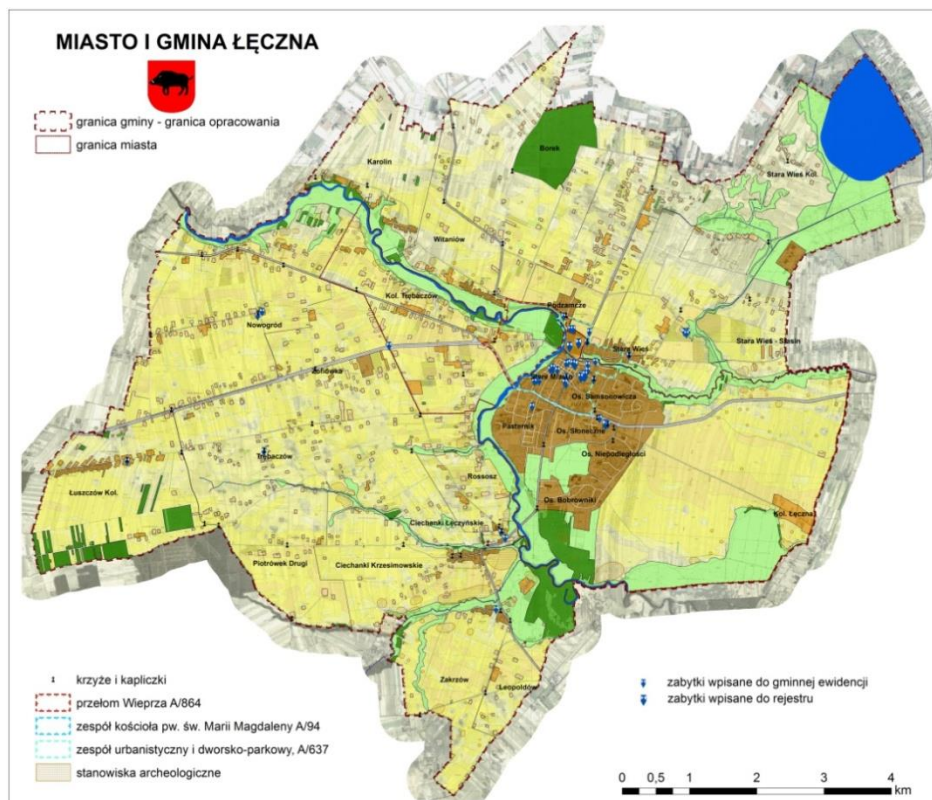 MIASTO I GMINA ŁĘCZNA
granica gminy - granica opracowania
granica miasta
Karolin
Borek
Stara Wieś Kol.
Witaniów
Kol. Trębaczów
Nowogród
Podzamcze
Stara Wieś
Stara Wieś - Stasin
Zofiówka
Stare Miasto
Os. Samsonowicza
Pasternik
Os. Słoneczne
Os. Niepodległości
Trębaczów
Rossosz
Łuszczów Kol.
Os. Bobrowniki
Kol. Łęczna
Ciechanki Łęczyńskie
Piotrówek Drugi
Ciechanki Krzesimowskie
Zakrzów
Leopoldów
krzyże i kapliczki
przełom Wieprza A/864
zespół kościoła pw. św. Marii Magdaleny A/94
zespół urbanistyczny i dworsko-parkowy, A/637
stanowiska archeologiczne
zabytki wpisane do gminnej ewidencji
zabytki wpisane do rejestru
0 0,5 1 2 3 4
km